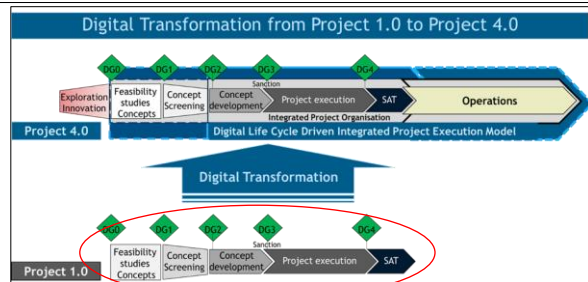 Digital Transformation from Project 1.0 to Project 4.0
DG0 DG1 DG2 DG3 DG4
Sanction
Exploration
Innovation
Feasibility
studies
Concepts
Concept
Screening
Concept
development
Project execution
SAT
Operations
Integrated Project Organisation
Project 4.0
Digital Life Cycle Driven Integrated Project Execution Model
Digital Transformation
DG0 DG1 DG2 DG3 DG4
Sanction
Feasibility
studies
Concepts
Concept
Screening
Concept
development
Project execution
SAT
Project 1.0